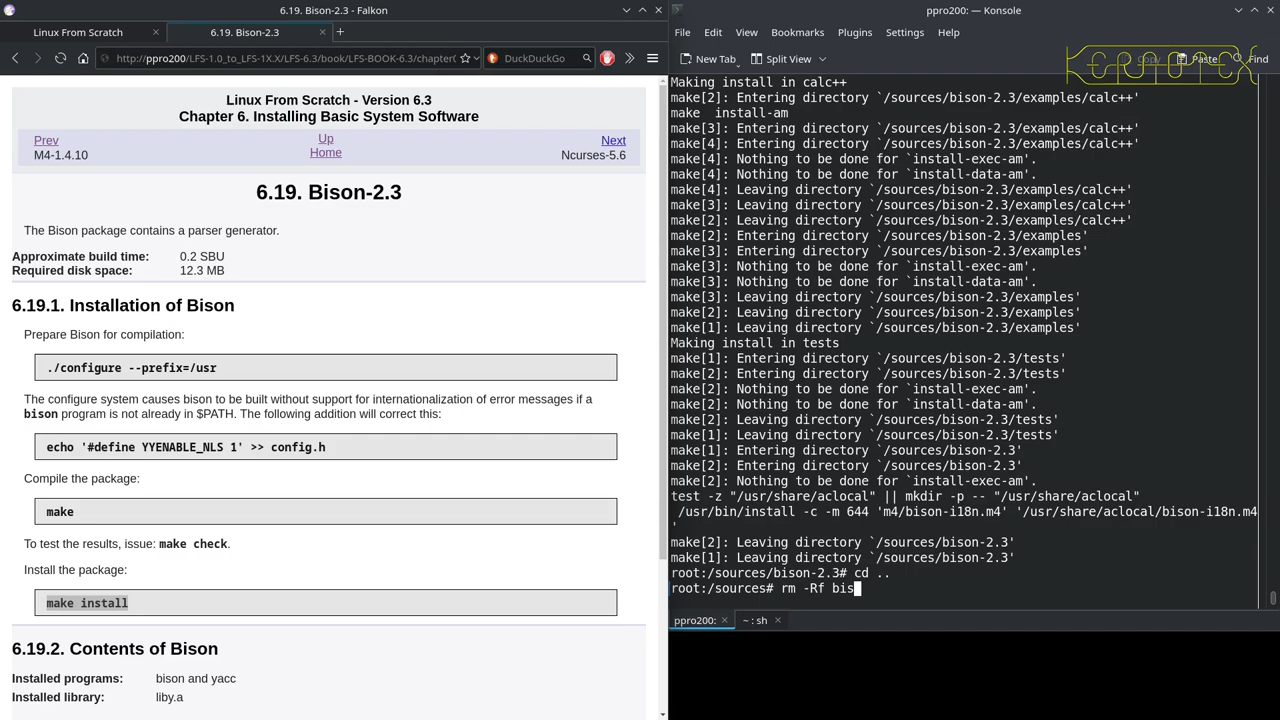 6.19. Bison-2.3 - Falkon
Linux From Scratch
6.19. Bison-2.3
http://ppro200/LFS-1.0_to_LFS-1X.X/LFS-6.3/book/LFS-BOOK-6.3/chapter
DuckDuckGo
Linux From Scratch - Version 6.3
Chapter 6. Installing Basic System Software
Prev
Up
Next
M4-1.4.10
Home
Ncurses-5.6
6.19. Bison-2.3
The Bison package contains a parser generator.
Approximate build time: 0.2 SBU
Required disk space: 12.3 MB
6.19.1. Installation of Bison
Prepare Bison for compilation:
./configure --prefix=/usr
The configure system causes bison to be built without support for internationalization of error messages if a
bison program is not already in $PATH. The following addition will correct this:
echo '#define YYENABLE_NLS 1' >> config.h
Compile the package:
make
To test the results, issue: make check.
Install the package:
make install
6.19.2. Contents of Bison
Installed programs: bison and yacc
Installed library: liby.a
ppro200: — Konsole
File Edit View Bookmarks Plugins Settings Help
New Tab Split View Copy Paste Find
Making install in calc++
make[2]: Entering directory `/sources/bison-2.3/examples/calc++'
make  install-am
make[3]: Entering directory `/sources/bison-2.3/examples/calc++'
make[4]: Entering directory `/sources/bison-2.3/examples/calc++'
make[4]: Nothing to be done for `install-exec-am'.
make[4]: Nothing to be done for `install-data-am'.
make[4]: Leaving directory `/sources/bison-2.3/examples/calc++'
make[3]: Leaving directory `/sources/bison-2.3/examples/calc++'
make[2]: Leaving directory `/sources/bison-2.3/examples/calc++'
make[2]: Entering directory `/sources/bison-2.3/examples'
make[3]: Entering directory `/sources/bison-2.3/examples'
make[3]: Nothing to be done for `install-exec-am'.
make[3]: Nothing to be done for `install-data-am'.
make[3]: Leaving directory `/sources/bison-2.3/examples'
make[2]: Leaving directory `/sources/bison-2.3/examples'
make[1]: Leaving directory `/sources/bison-2.3/examples'
Making install in tests
make[1]: Entering directory `/sources/bison-2.3/tests'
make[2]: Entering directory `/sources/bison-2.3/tests'
make[2]: Nothing to be done for `install-exec-am'.
make[2]: Nothing to be done for `install-data-am'.
make[2]: Leaving directory `/sources/bison-2.3/tests'
make[1]: Leaving directory `/sources/bison-2.3/tests'
make[1]: Entering directory `/sources/bison-2.3'
make[2]: Entering directory `/sources/bison-2.3'
make[2]: Nothing to be done for `install-exec-am'.
test -z "/usr/share/aclocal" || mkdir -p -- "/usr/share/aclocal"
 /usr/bin/install -c -m 644 'm4/bison-i18n.m4' '/usr/share/aclocal/bison-i18n.m4
'
make[2]: Leaving directory `/sources/bison-2.3'
make[1]: Leaving directory `/sources/bison-2.3'
root:/sources/bison-2.3# cd ..
root:/sources# rm -Rf bis
ppro200:
~ : sh